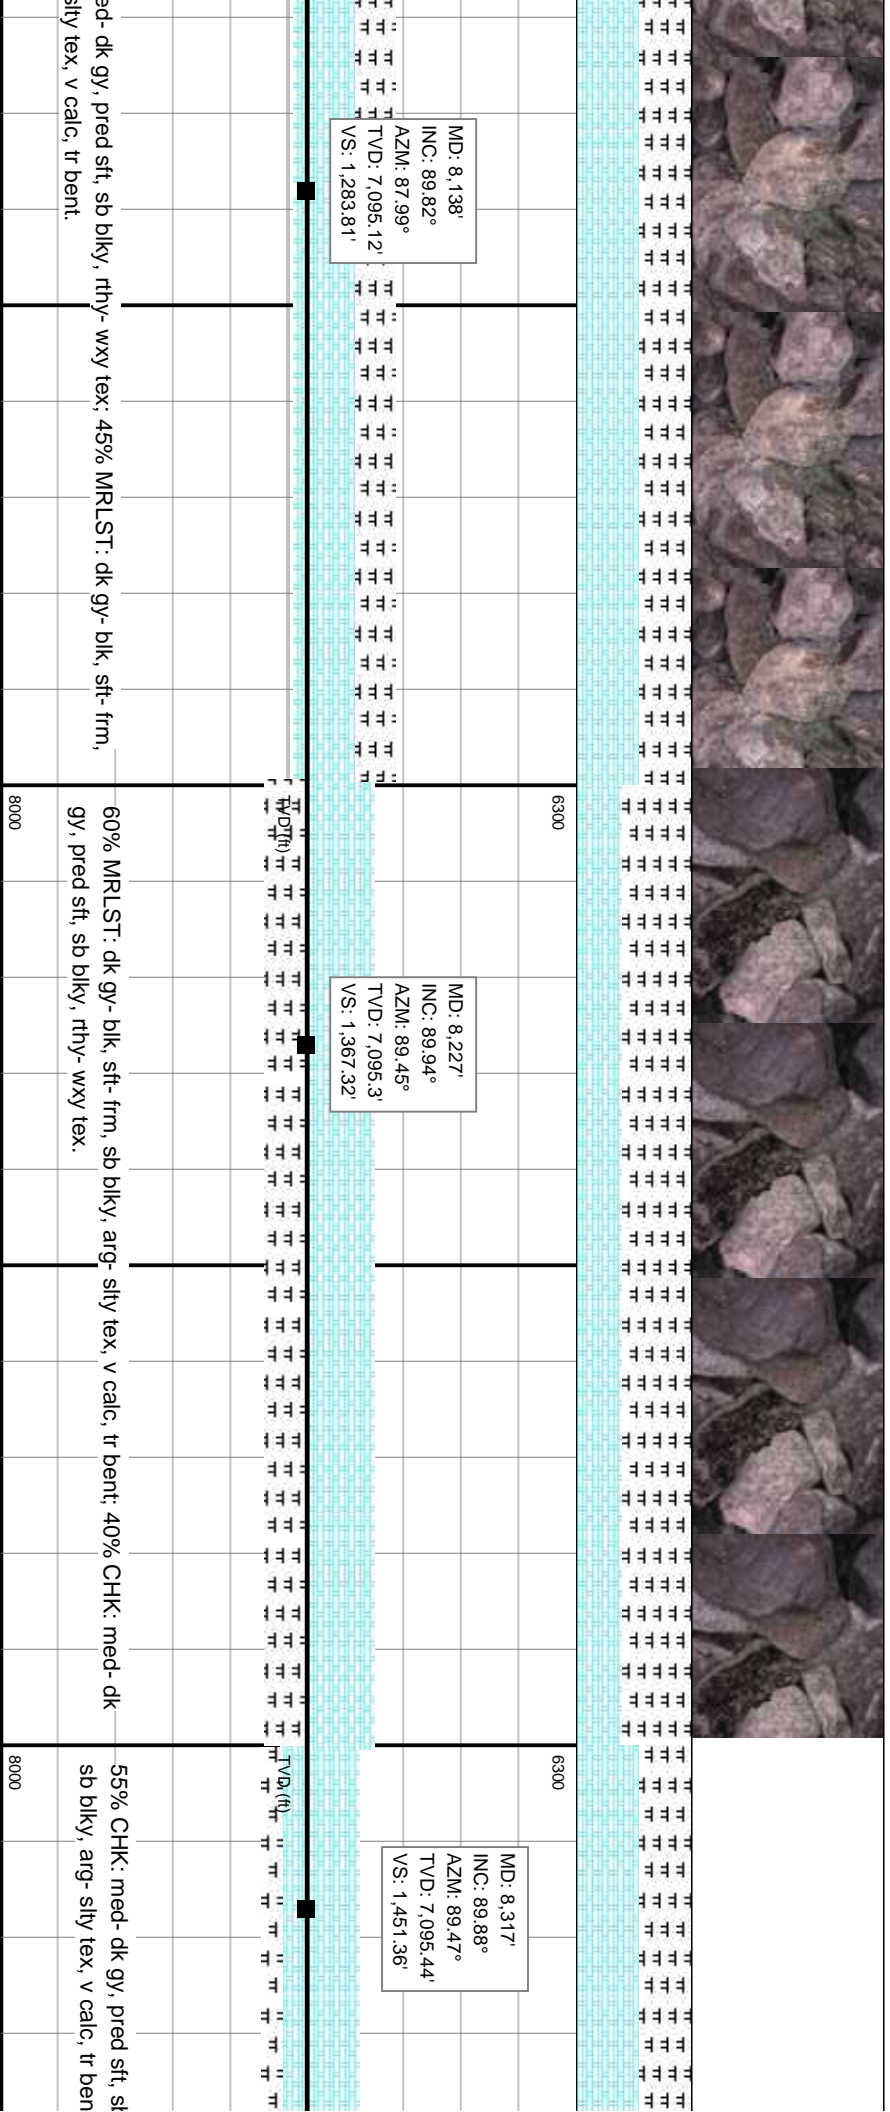 ed- dk gy, pred sft, sb blky, rthy- wxy tex; 45% MRLST: dk gy- blk, sft- frm,
slty tex, v calc, tr bent.
MD: 8,138'
INC: 89.82°
AZM: 87.99°
TVD: 7,095.12'
VS: 1,283.81'
6300
TVD (ft)
8000
60% MRLST: dk gy- blk, sft- frm, sb blky, arg- slty tex, v calc, tr bent; 40% CHK: med- dk
gy, pred sft, sb blky, rthy- wxy tex.
MD: 8,227'
INC: 89.94°
AZM: 89.45°
TVD: 7,095.3'
VS: 1,367.32'
6300
TVD (ft)
8000
55% CHK: med- dk gy, pred sft, sb
sb blky, arg- slty tex, v calc, tr ben
MD: 8,317'
INC: 89.88°
AZM: 89.47°
TVD: 7,095.44'
VS: 1,451.36'